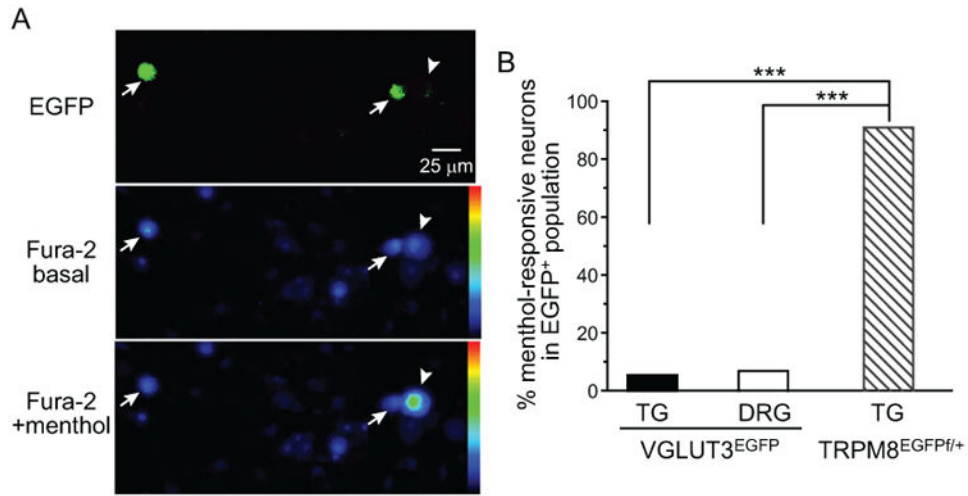 A
EGFP
25 μm
Fura-2
basal
Fura-2
+menthol
B
% menthol-responsive neurons
in EGFP⁺ population
***
***
100
80
60
40
20
0
TG
DRG
TG
VGLUT3ᴱᴳᶠᴾ
TRPM8ᴱᴳᶠᴾᶠ/⁺